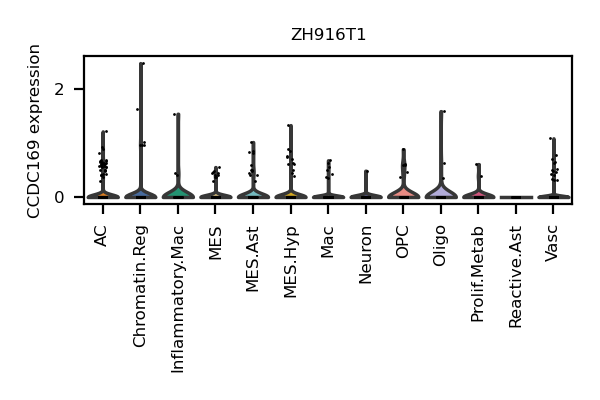 ZH916T1
CCDC169 expression
2
0
AC
Chromatin.Reg
Inflammatory.Mac
MES
MES.Ast
MES.Hyp
Mac
Neuron
OPC
Oligo
Prolif.Metab
Reactive.Ast
Vasc